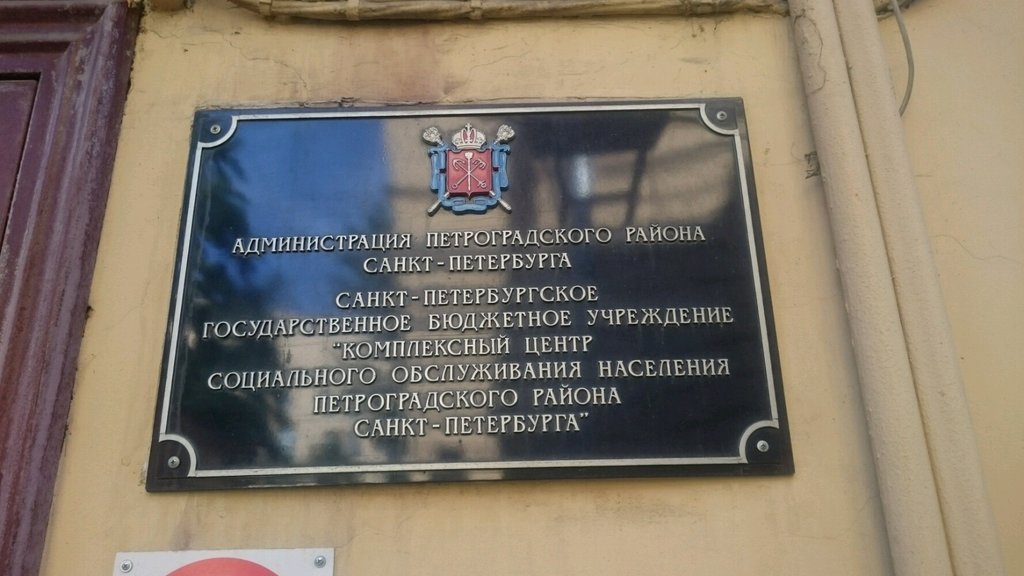 АДМИНИСТРАЦИЯ ПЕТРОГРАДСКОГО РАЙОНА
САНКТ-ПЕТЕРБУРГА
САНКТ-ПЕТЕРБУРГСКОЕ
ГОСУДАРСТВЕННОЕ БЮДЖЕТНОЕ УЧРЕЖДЕНИЕ
“КОМПЛЕКСНЫЙ ЦЕНТР
СОЦИАЛЬНОГО ОБСЛУЖИВАНИЯ НАСЕЛЕНИЯ
ПЕТРОГРАДСКОГО РАЙОНА
САНКТ-ПЕТЕРБУРГА”